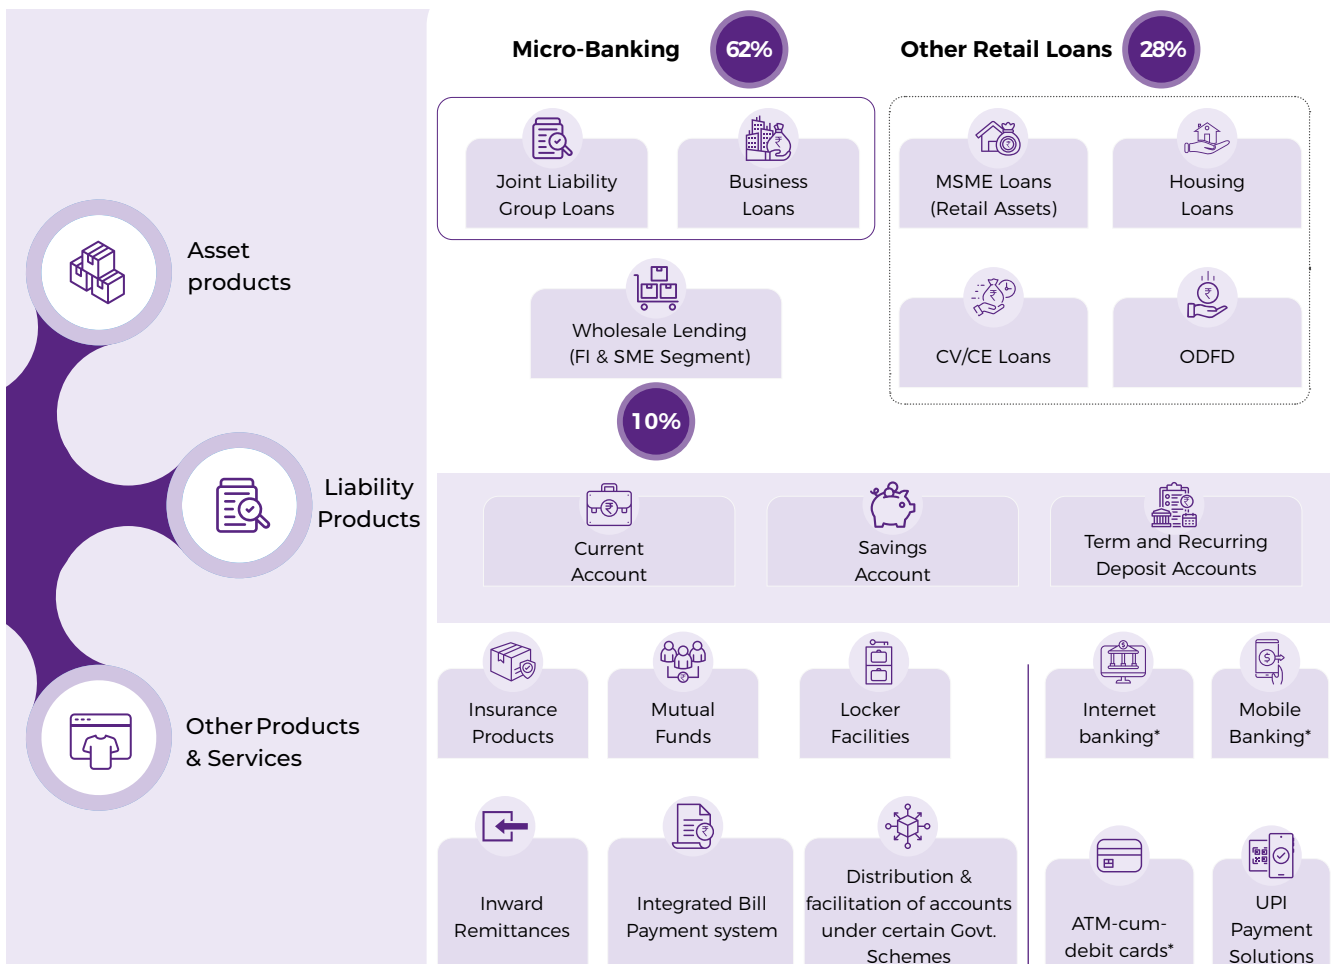 Micro-Banking
62%
Other Retail Loans
28%
Joint Liability
Group Loans
Business
Loans
MSME Loans
(Retail Assets)
Housing
Loans
Asset
products
Wholesale Lending
(FI & SME Segment)
10%
CV/CE Loans
ODFD
Liability
Products
Current
Account
Savings
Account
Term and Recurring
Deposit Accounts
Other Products
& Services
Insurance
Products
Mutual
Funds
Locker
Facilities
Internet
banking*
Mobile
Banking*
Inward
Remittances
Integrated Bill
Payment system
Distribution &
facilitation of accounts
under certain Govt.
Schemes
ATM-cum-
debit cards*
UPI
Payment
Solutions